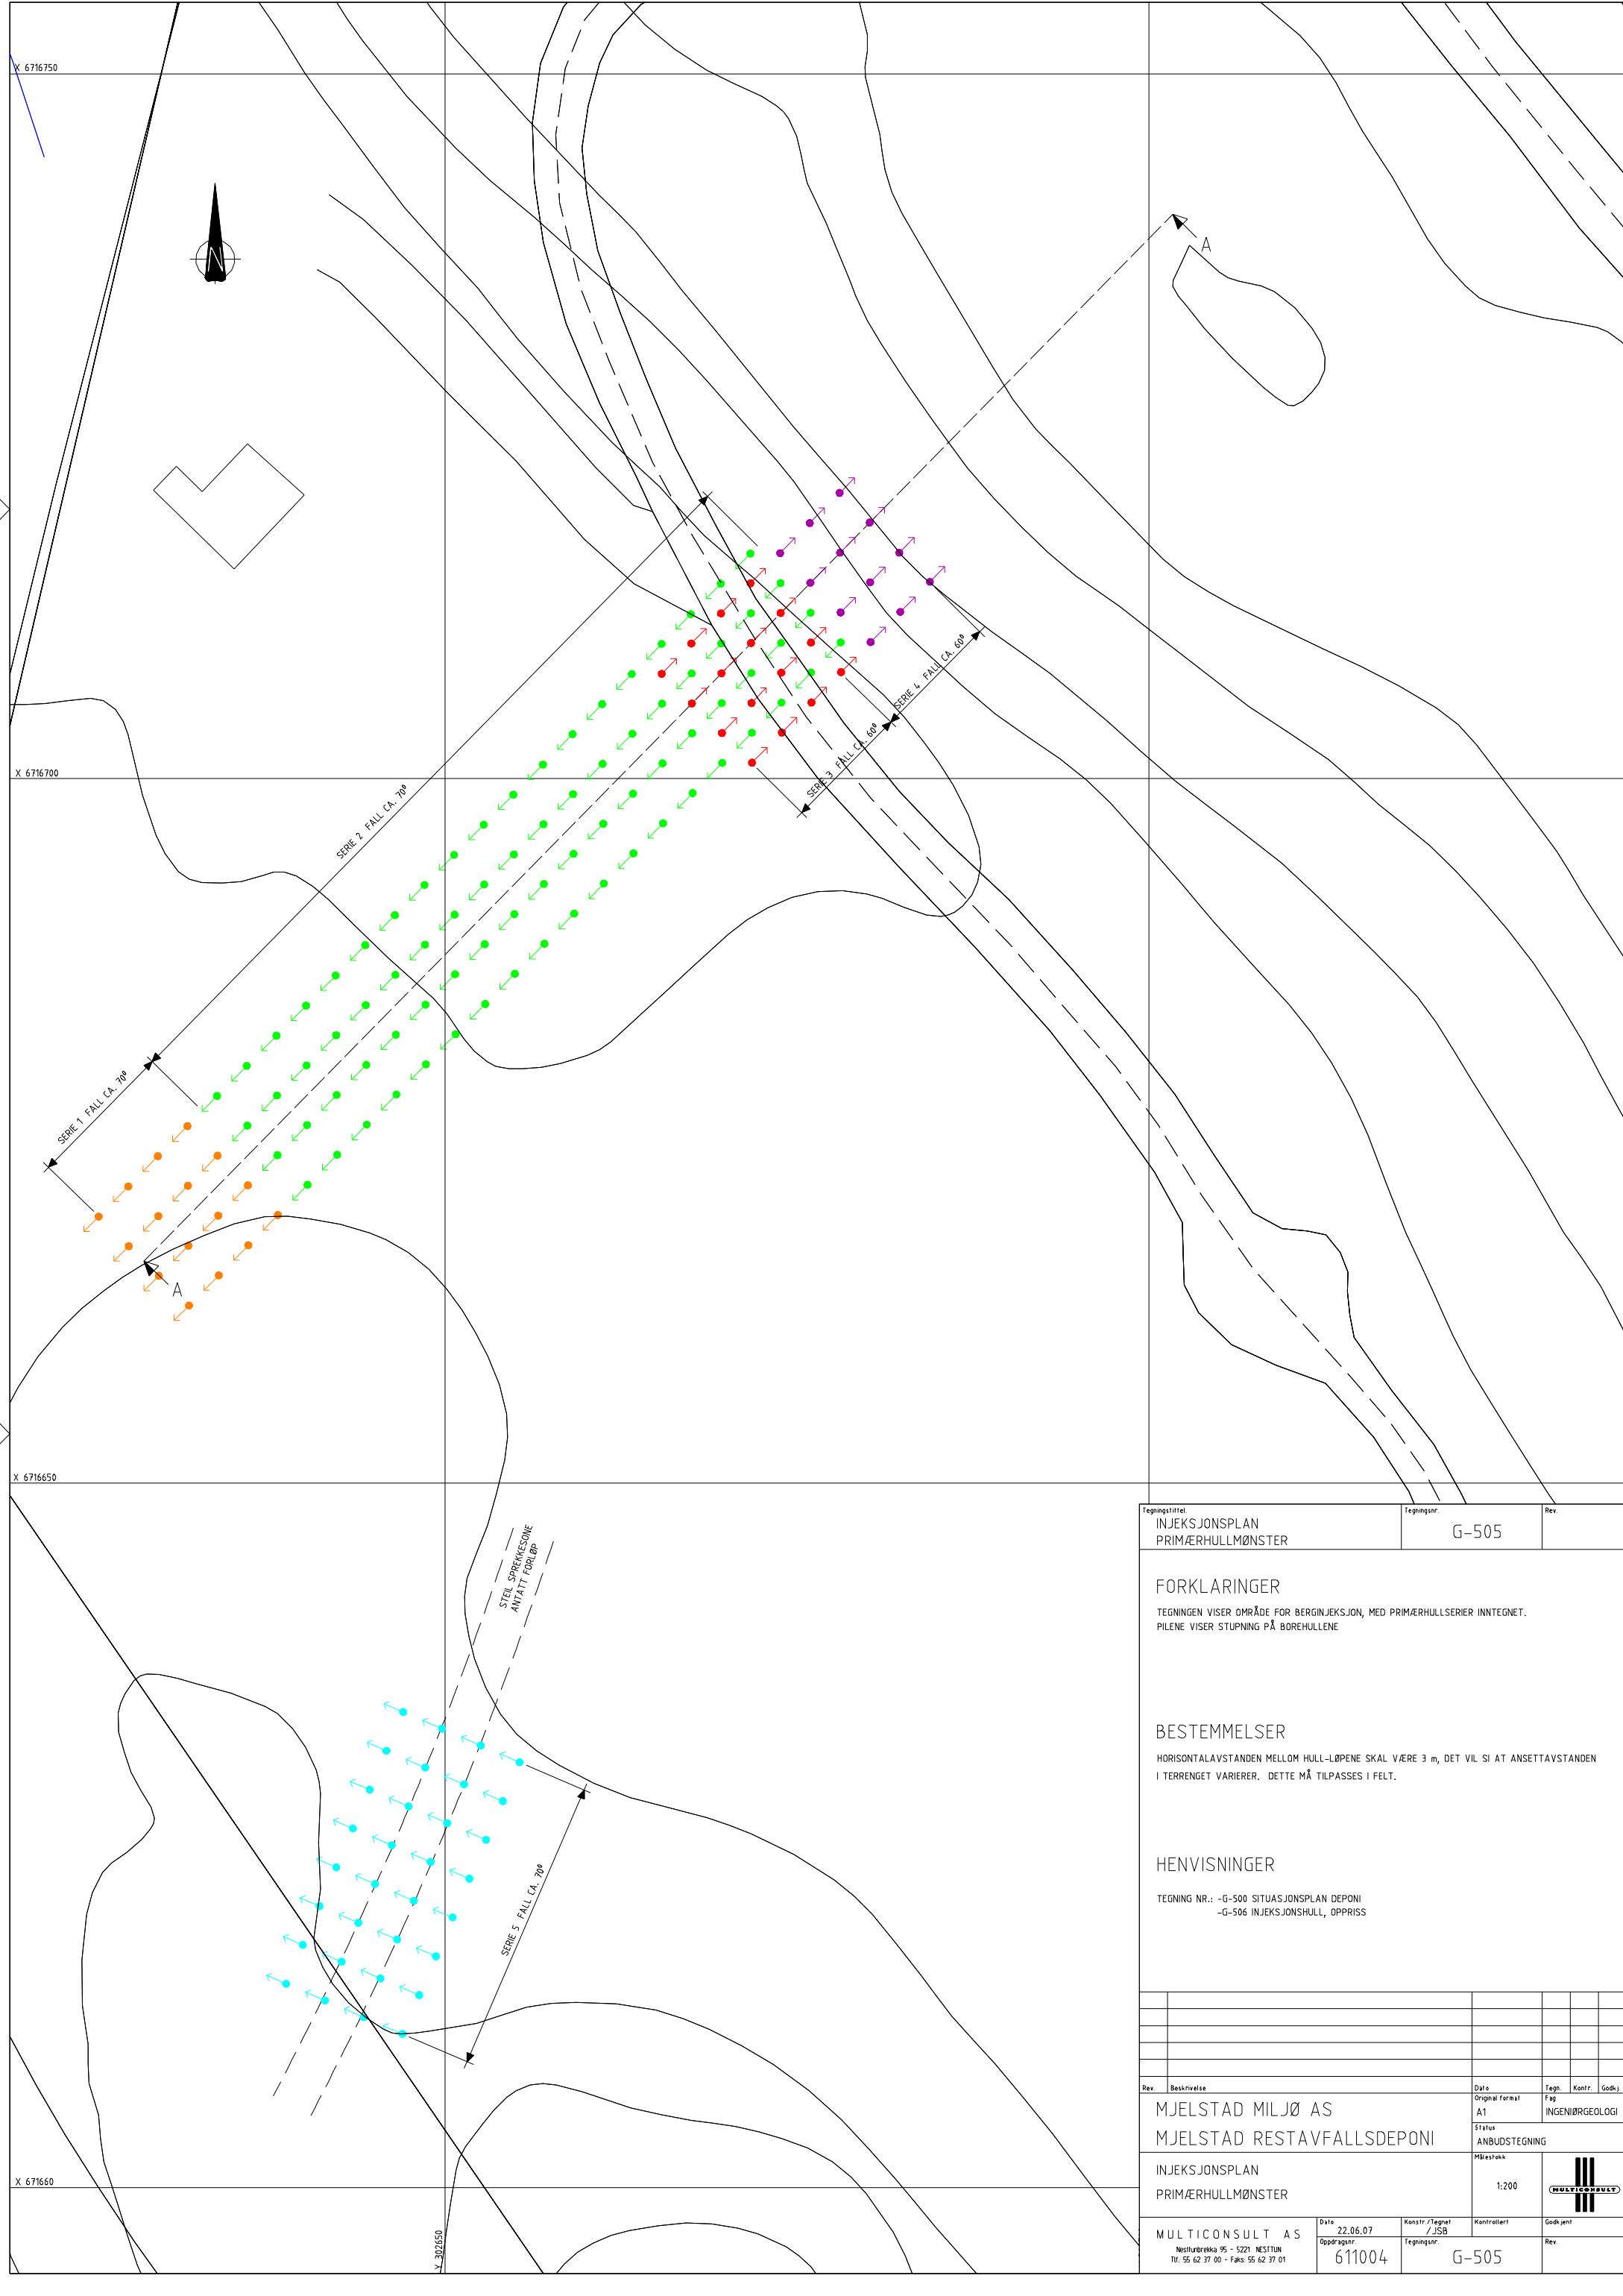 X 6716750
N
A
SERIE 2 FALL CA. 70°
SERIE 4 FALL CA. 60°
SERIE 3 FALL CA. 60°
X 6716700
SERIE 1 FALL CA. 70°
A
X 6716650
STEIL SPREKKESONE
ANTATT FORLØP
SERIE 5 FALL CA. 70°
X 671660
Y 302650
Tegningstittel.
INJEKSJONSPLAN
PRIMÆRHULLMØNSTER
Tegningsnr.
G-505
Rev.
FORKLARINGER
TEGNINGEN VISER OMRÅDE FOR BERGINJEKSJON, MED PRIMÆRHULLSERIER INNTEGNET.
PILENE VISER STUPNING PÅ BOREHULLENE
BESTEMMELSER
HORISONTALAVSTANDEN MELLOM HULL-LØPENE SKAL VÆRE 3 m, DET VIL SI AT ANSETTAVSTANDEN
I TERRENGET VARIERER. DETTE MÅ TILPASSES I FELT.
HENVISNINGER
TEGNING NR.: -G-500 SITUASJONSPLAN DEPONI
-G-506 INJEKSJONSHULL, OPPRISS
Rev. Beskrivelse Dato Tegn. Kontr. Godkj.
MJELSTAD MILJØ AS
MJELSTAD RESTAVFALLSDEPONI
Original format
A1
Fag
INGENIØRGEOLOGI
Status
ANBUDSTEGNING
INJEKSJONSPLAN
PRIMÆRHULLMØNSTER
Målestokk
1:200
MULTICONSULT
MULTICONSULT AS
Nesttunbrekka 95 - 5221 NESTTUN
Tlf.: 55 62 37 00 - Faks: 55 62 37 01
Dato
22.06.07
Konstr./Tegnet
/JSB
Kontrollert
Godkjent
Oppdragsnr.
611004
Tegningsnr.
G-505
Rev.